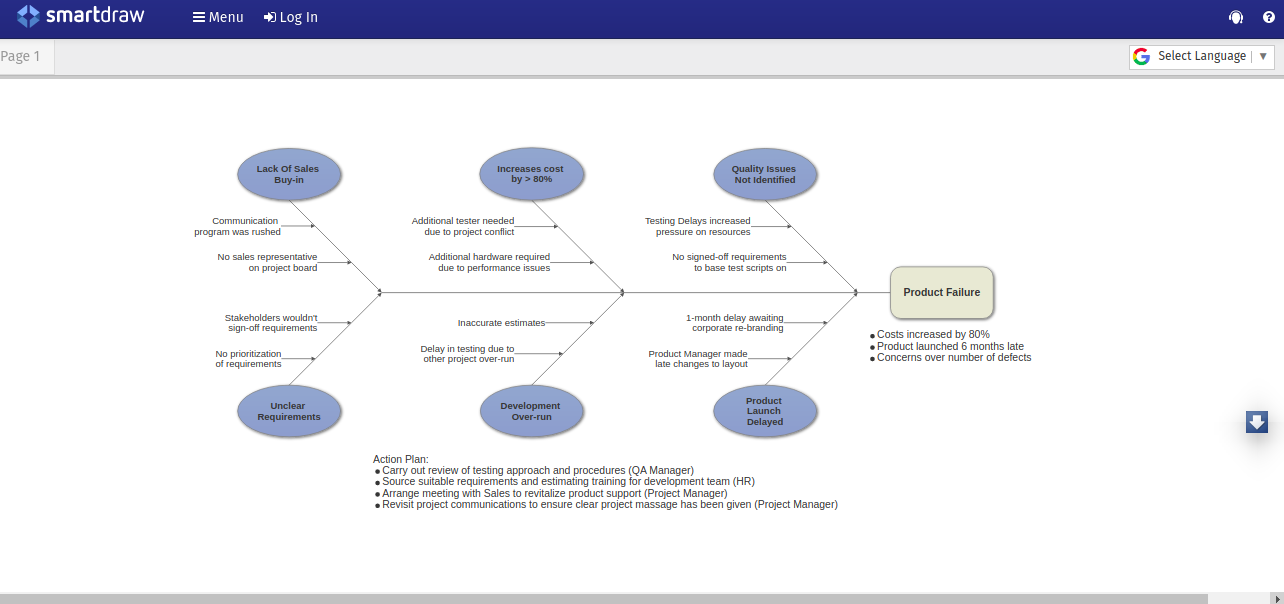 smartdraw
Menu
Log In
Page 1
Select Language
Lack Of Sales
Buy-in
Increases cost
by > 80%
Quality Issues
Not Identified
Communication
program was rushed
No sales representative
on project board
Additional tester needed
due to project conflict
Additional hardware required
due to performance issues
Testing Delays increased
pressure on resources
No signed-off requirements
to base test scripts on
Product Failure
Stakeholders wouldn't
sign-off requirements
No prioritization
of requirements
Inaccurate estimates
Delay in testing due to
other project over-run
1-month delay awaiting
corporate re-branding
Product Manager made
late changes to layout
Costs increased by 80%
Product launched 6 months late
Concerns over number of defects
Unclear
Requirements
Development
Over-run
Product
Launch
Delayed
Action Plan:
Carry out review of testing approach and procedures (QA Manager)
Source suitable requirements and estimating training for development team (HR)
Arrange meeting with Sales to revitalize product support (Project Manager)
Revisit project communications to ensure clear project massage has been given (Project Manager)